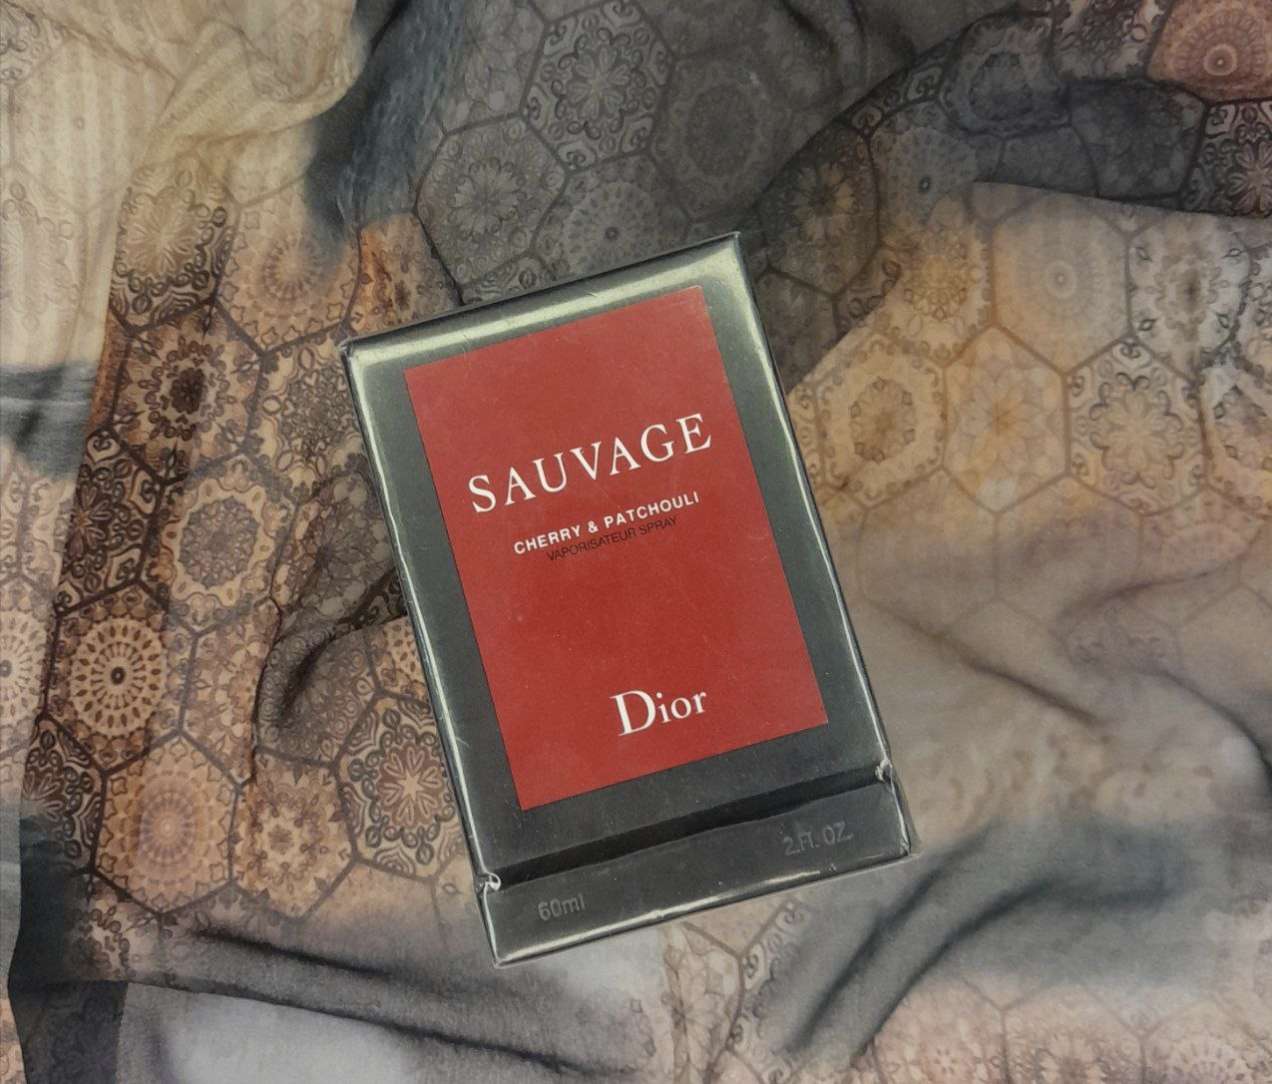 SAUVAGE
CHERRY & PATCHOULI
VAPORISATEUR SPRAY
Dior
60ml
2.Fl. OZ.